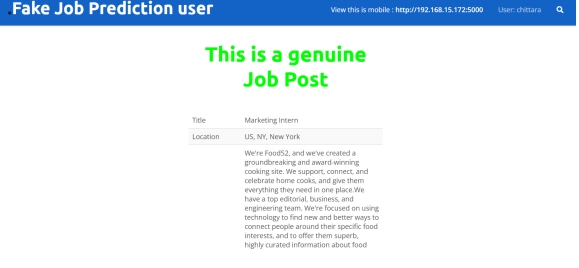 .Fake Job Prediction user
View this is mobile : http://192.168.15.172:5000 User: chittara
This is a genuine
Job Post
Title Marketing Intern
Location US, NY, New York
We're Food52, and we've created a
groundbreaking and award-winning
cooking site. We support, connect, and
celebrate home cooks, and give them
everything they need in one place.We
have a top editorial, business, and
engineering team. We're focused on using
technology to find new and better ways to
connect people around their specific food
interests, and to offer them superb,
highly curated information about food